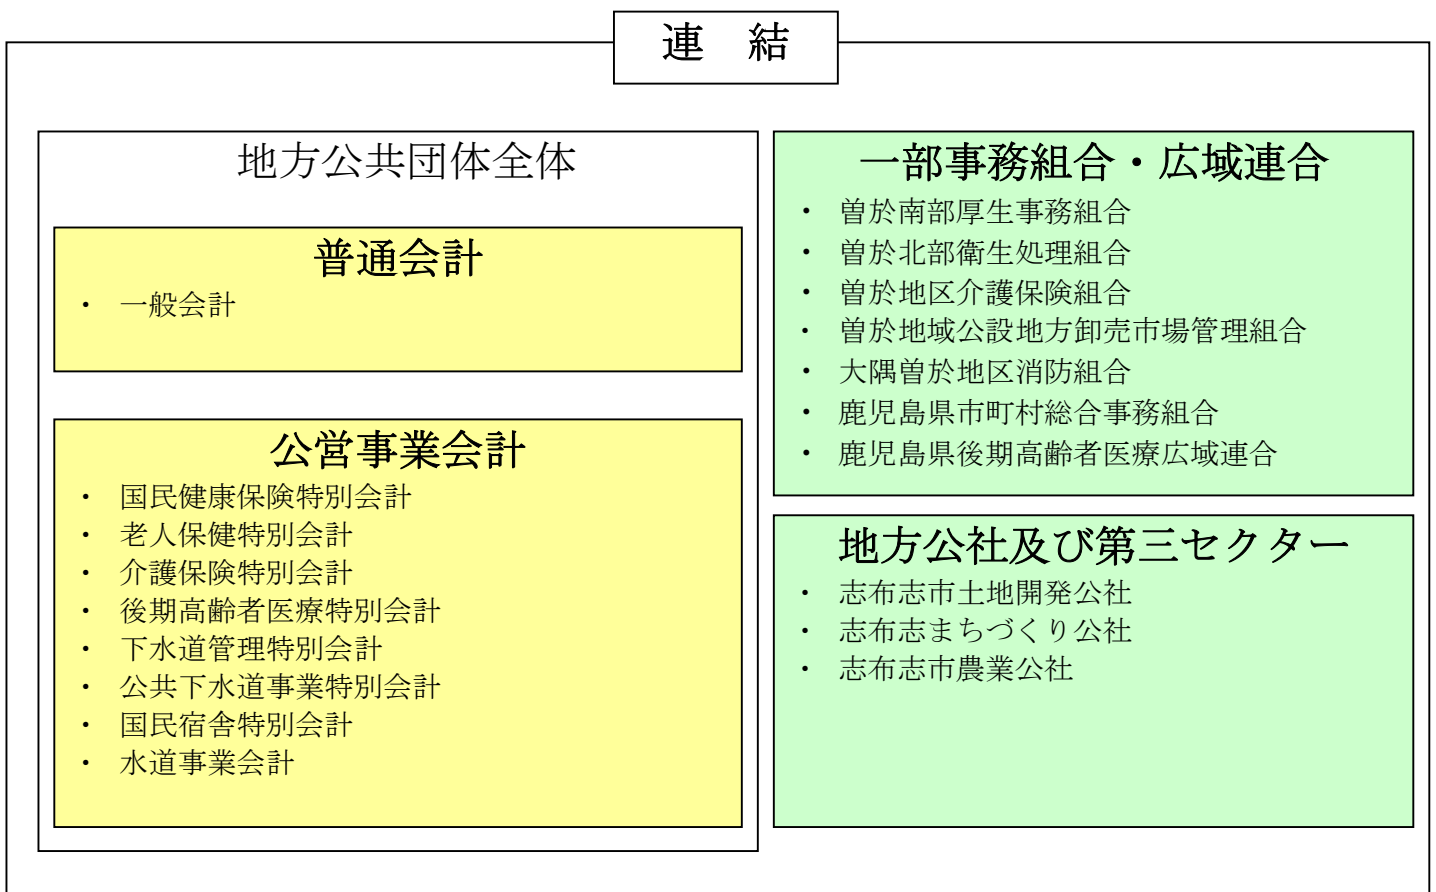 連　結
地方公共団体全体
普通会計
・ 一般会計
公営事業会計
・ 国民健康保険特別会計
・ 老人保健特別会計
・ 介護保険特別会計
・ 後期高齢者医療特別会計
・ 下水道管理特別会計
・ 公共下水道事業特別会計
・ 国民宿舎特別会計
・ 水道事業会計
一部事務組合・広域連合
・ 曽於南部厚生事務組合
・ 曽於北部衛生処理組合
・ 曽於地区介護保険組合
・ 曽於地域公設地方卸売市場管理組合
・ 大隅曽於地区消防組合
・ 鹿児島県市町村総合事務組合
・ 鹿児島県後期高齢者医療広域連合
地方公社及び第三セクター
・ 志布志市土地開発公社
・ 志布志まちづくり公社
・ 志布志市農業公社